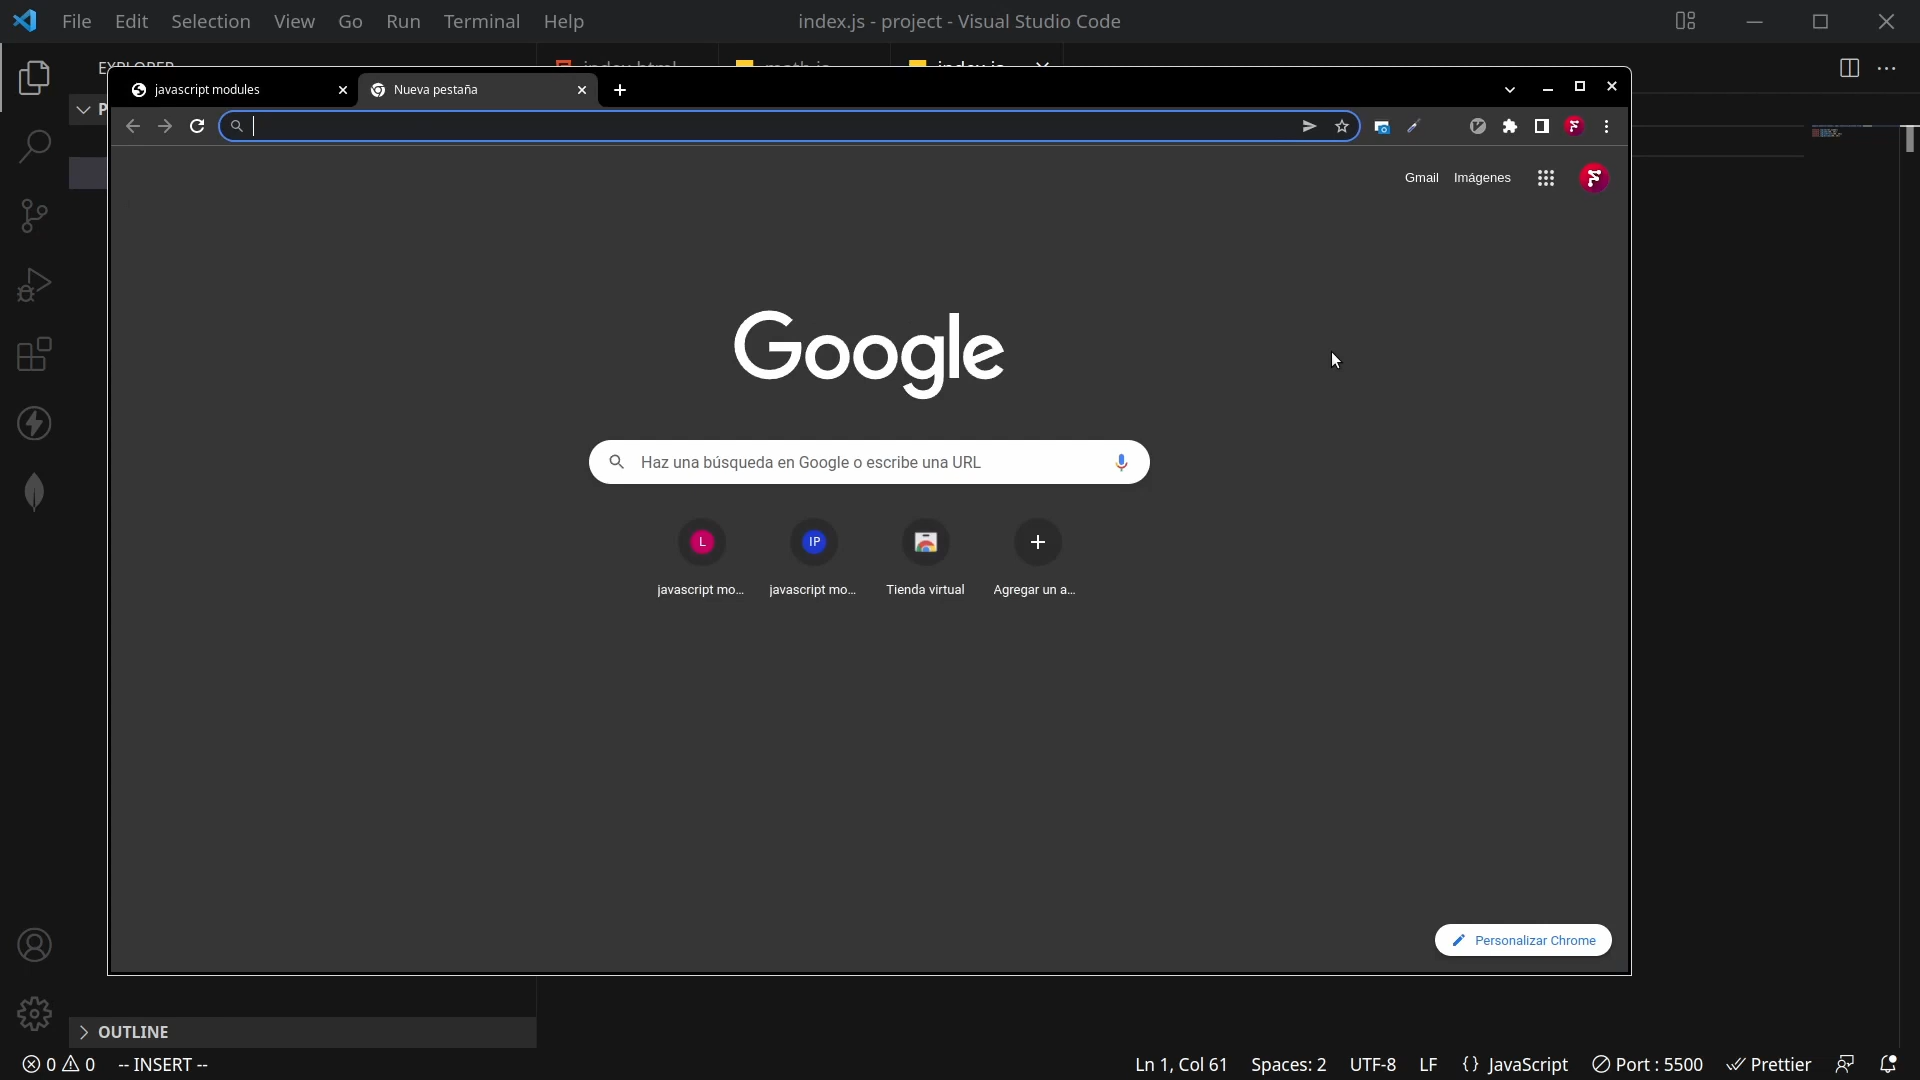 File Edit Selection View Go Run Terminal Help
index.js - project - Visual Studio Code
javascript modules
Nueva pestaña
Gmail Imágenes
Google
Haz una búsqueda en Google o escribe una URL
L IP
javascript mo... javascript mo... Tienda virtual Agregar un a...
Personalizar Chrome
OUTLINE
0 0 -- INSERT -- Ln 1, Col 61 Spaces: 2 UTF-8 LF {} JavaScript Port : 5500 Prettier